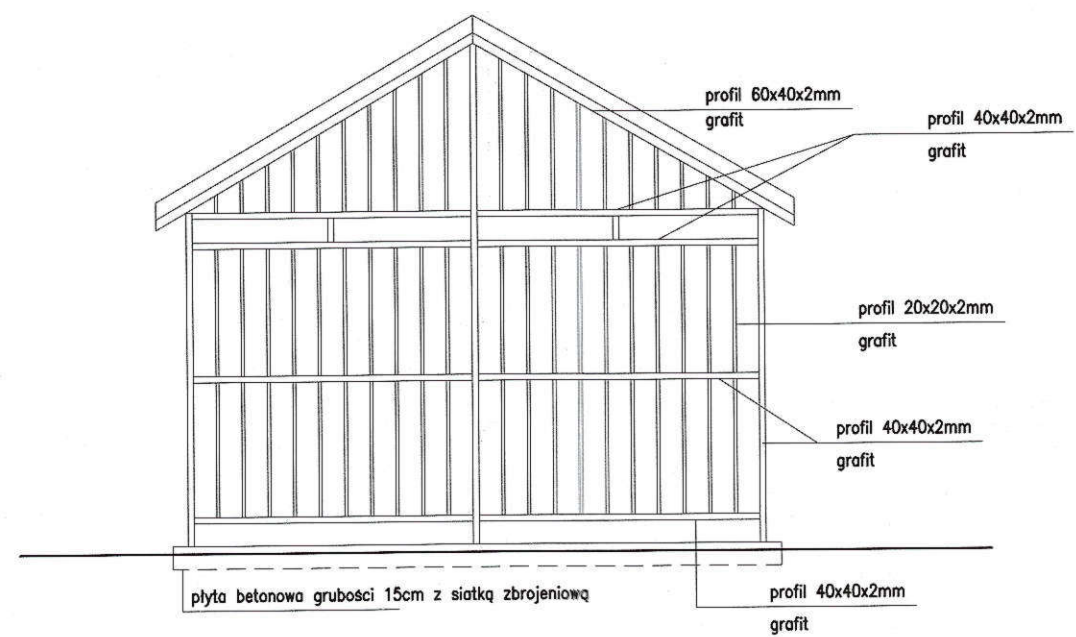 profil 60x40x2mm
grafit
profil 40x40x2mm
grafit
profil 20x20x2mm
grafit
profil 40x40x2mm
grafit
płyta betonowa grubości 15cm z siatką zbrojeniową
profil 40x40x2mm
grafit